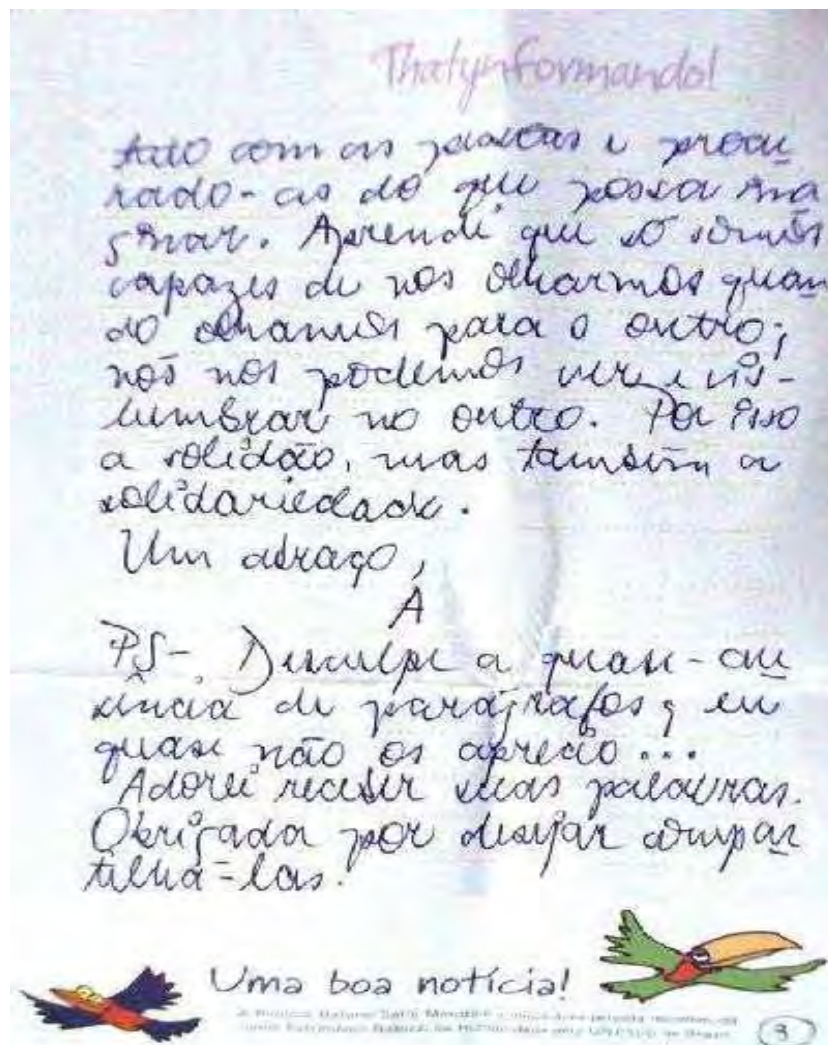 Thalynformando!
com as e procu
rado-as do que possa ima
ginar. Aprendi que só somos
capazes de nos olharmos quan
do olhamos para o outro;
nós nos podemos ver e vis-
lumbrar no outro. Por isso
a solidão, mas também a
solidariedade.
Um abraço,
A
PS-. Desculpe a quase-au
sência de parágrafos, eu
quase não os aprecio...
Adorei receber suas palavras.
Obrigada por desejar compar
tilhá-las.
Uma boa notícia!
3